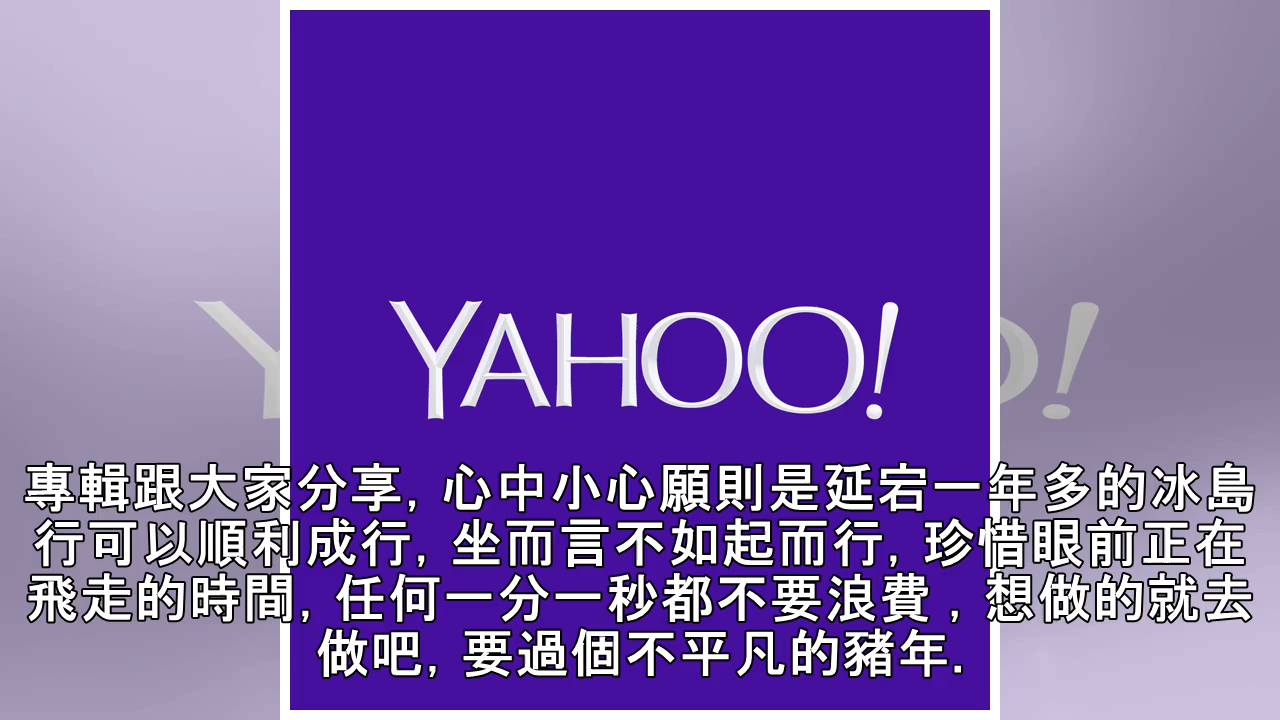 YAHOO!
專輯跟大家分享, 心中小心願則是延宕一年多的冰島
行可以順利成行, 坐而言不如起而行, 珍惜眼前正在
飛走的時間, 任何一分一秒都不要浪費 , 想做的就去
做吧, 要過個不平凡的豬年.